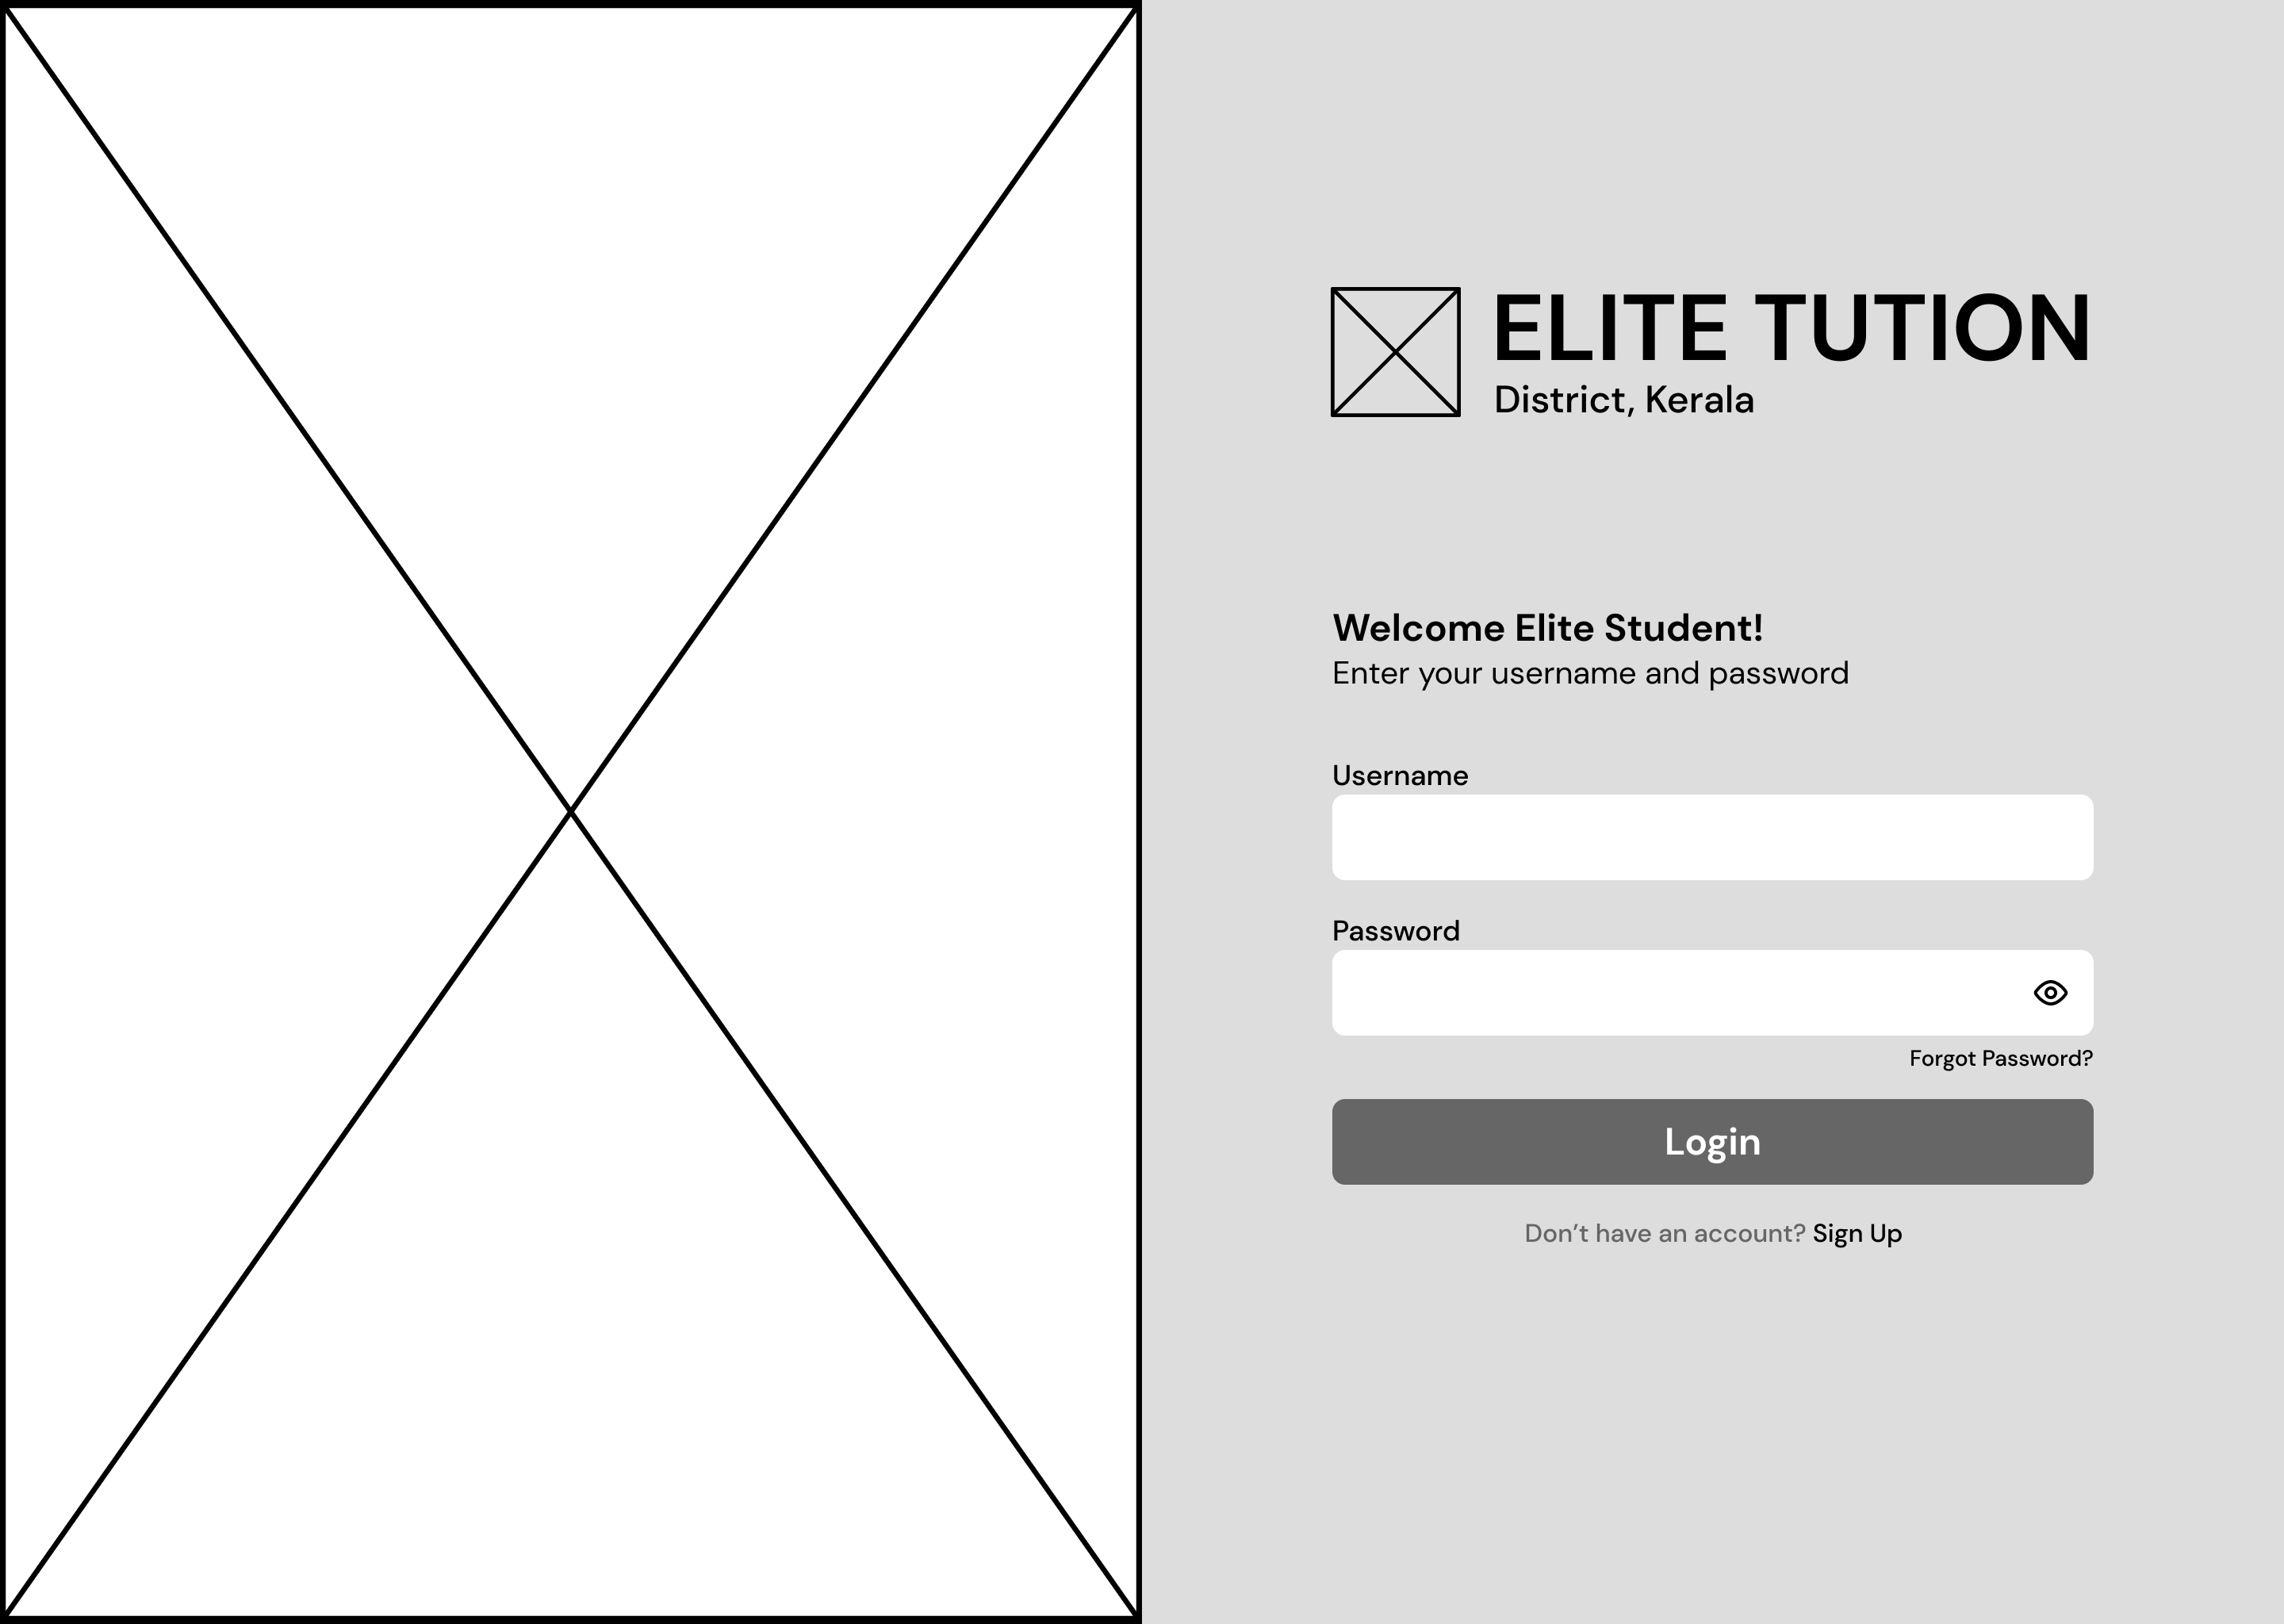 ELITE TUTION
District, Kerala
Welcome Elite Student!
Enter your username and password
Username
Password
Forgot Password?
Login
Don’t have an account? Sign Up